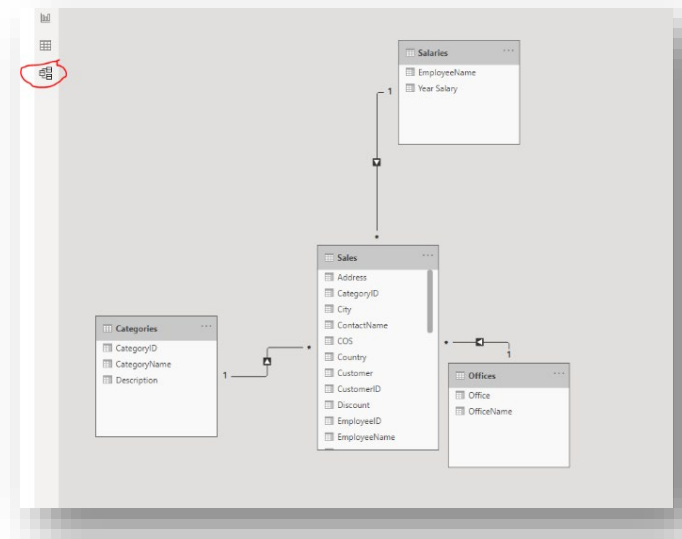 Salaries
EmployeeName
Year Salary
1
*
Sales
Address
CategoryID
City
ContactName
COS
Country
Customer
CustomerID
Discount
EmployeeID
EmployeeName
Categories
CategoryID
CategoryName
Description
1
*
*
1
Offices
Office
OfficeName